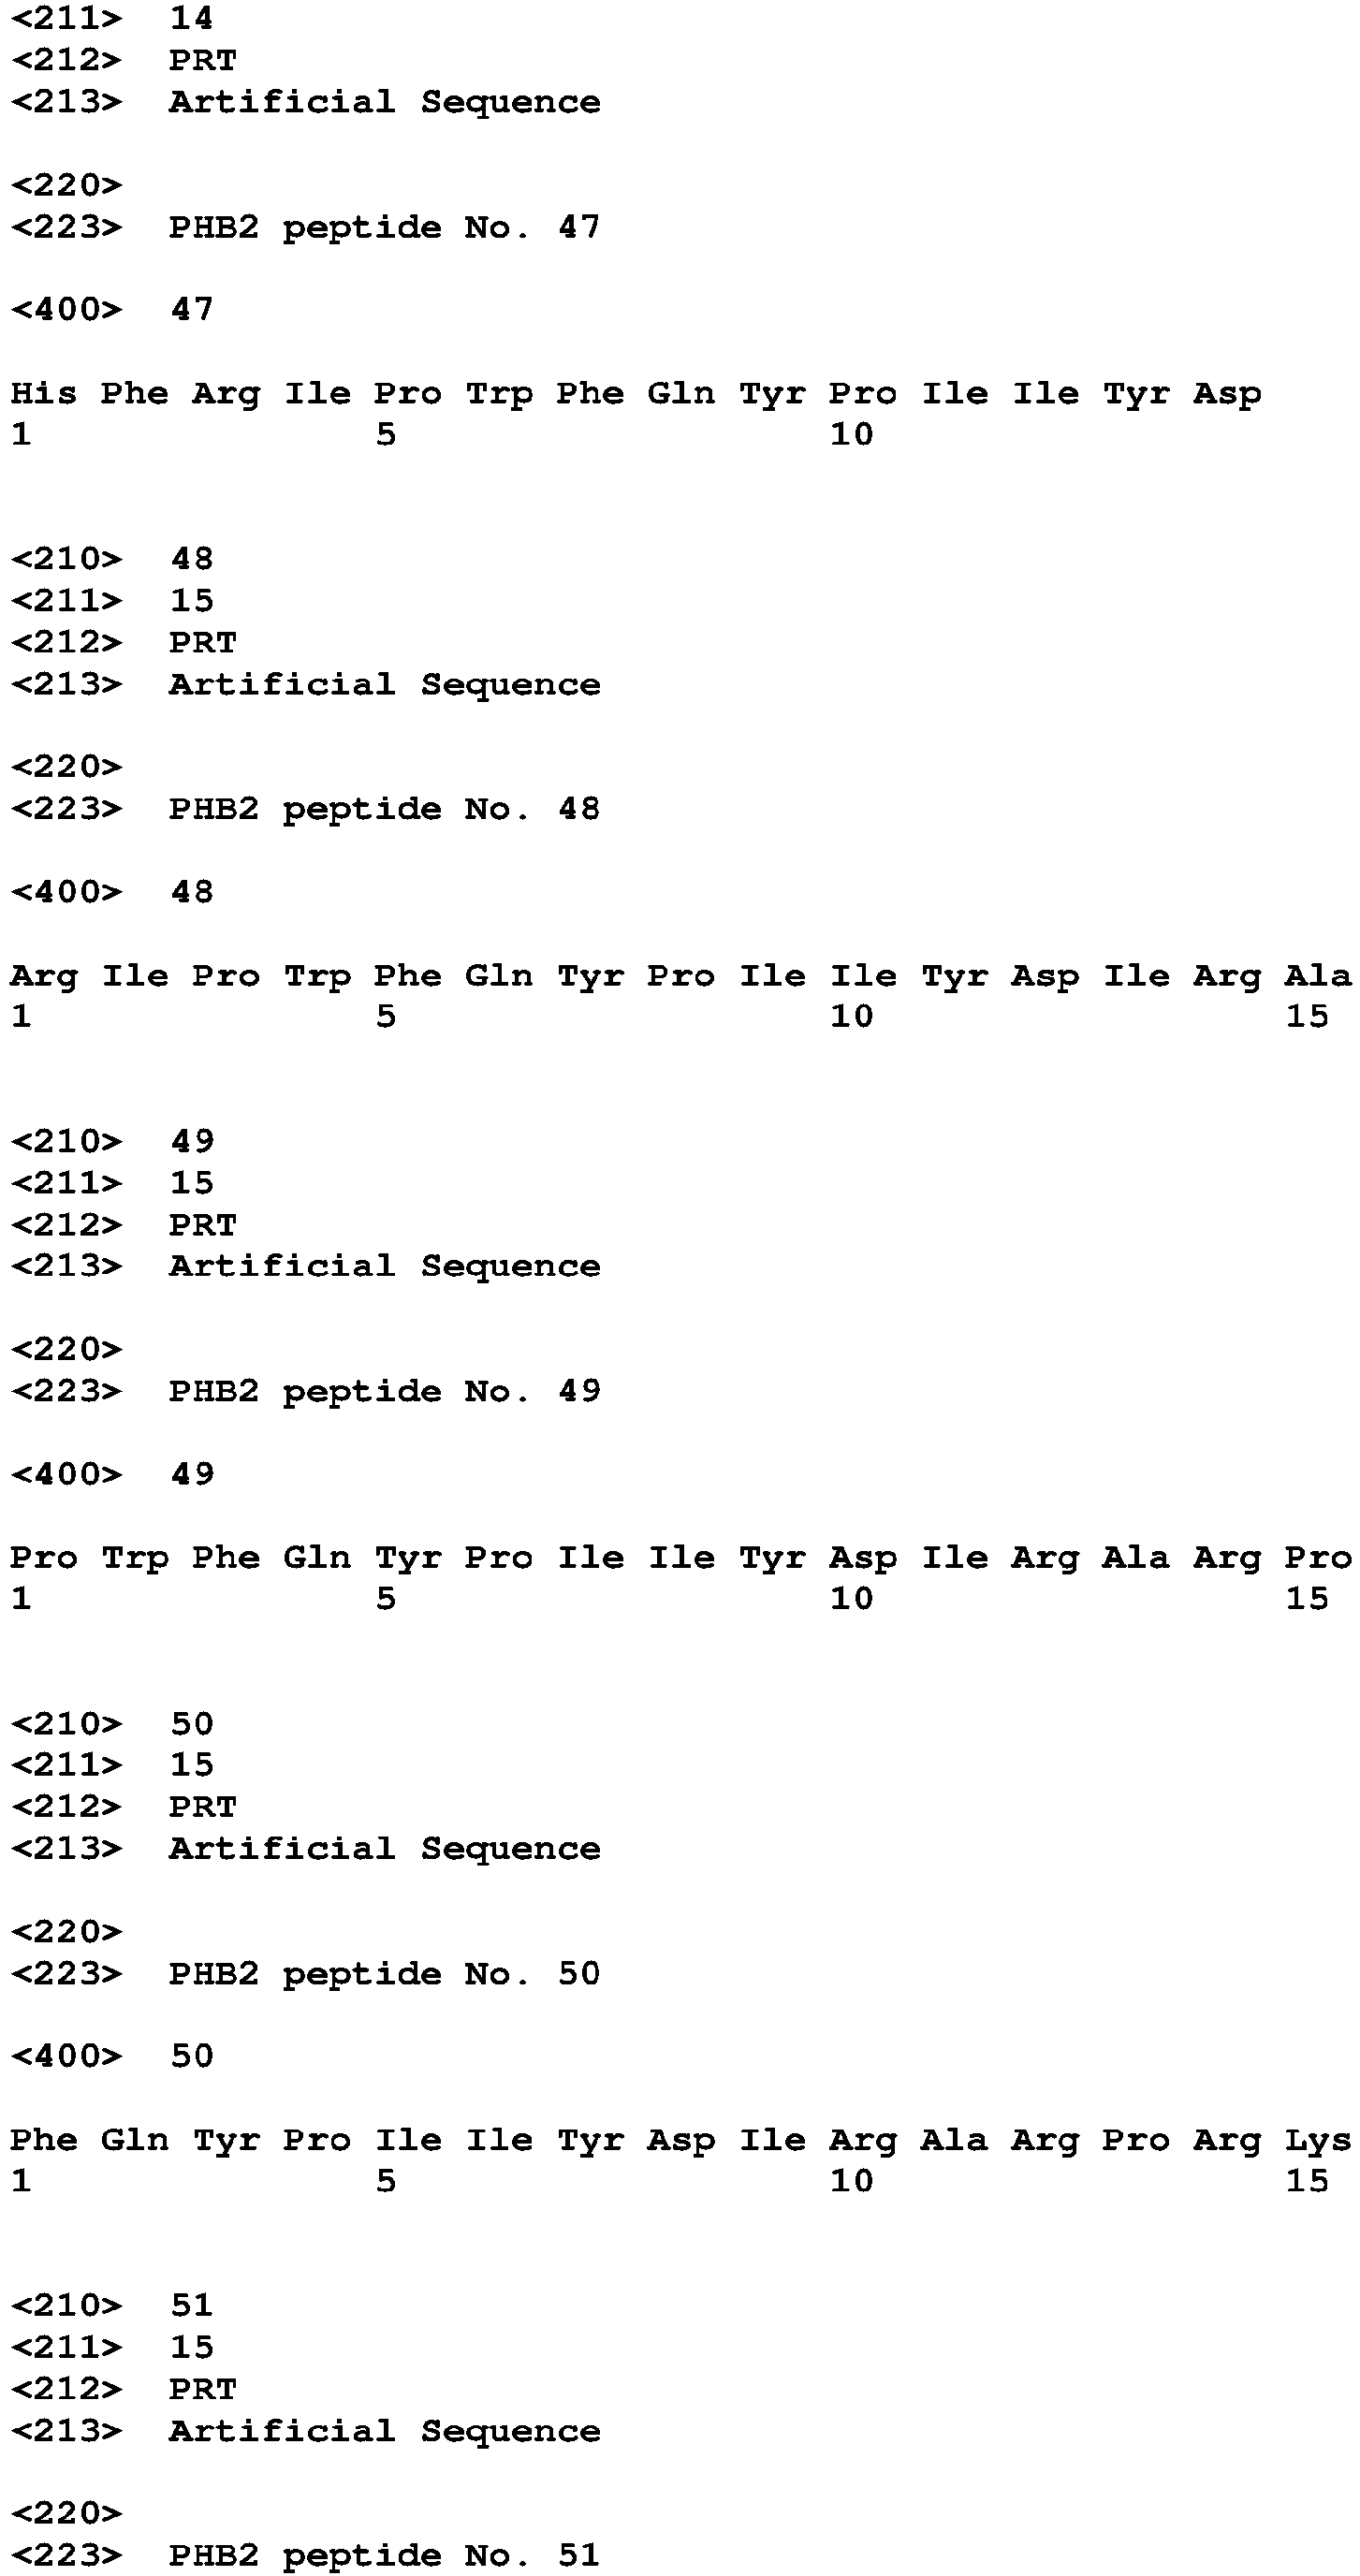 <211> 14
<212> PRT
<213> Artificial Sequence
<220>
<223> PHB2 peptide No. 47
<400> 47
His Phe Arg Ile Pro Trp Phe Gln Tyr Pro Ile Ile Tyr Asp
1 5 10
<210> 48
<211> 15
<212> PRT
<213> Artificial Sequence
<220>
<223> PHB2 peptide No. 48
<400> 48
Arg Ile Pro Trp Phe Gln Tyr Pro Ile Ile Tyr Asp Ile Arg Ala
1 5 10 15
<210> 49
<211> 15
<212> PRT
<213> Artificial Sequence
<220>
<223> PHB2 peptide No. 49
<400> 49
Pro Trp Phe Gln Tyr Pro Ile Ile Tyr Asp Ile Arg Ala Arg Pro
1 5 10 15
<210> 50
<211> 15
<212> PRT
<213> Artificial Sequence
<220>
<223> PHB2 peptide No. 50
<400> 50
Phe Gln Tyr Pro Ile Ile Tyr Asp Ile Arg Ala Arg Pro Arg Lys
1 5 10 15
<210> 51
<211> 15
<212> PRT
<213> Artificial Sequence
<220>
<223> PHB2 peptide No. 51